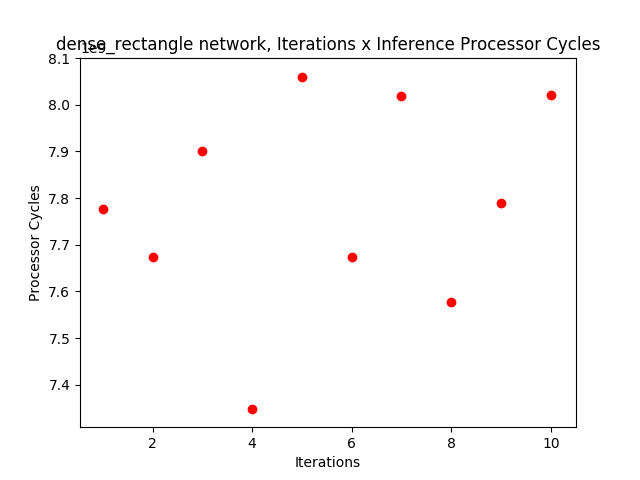 dense_rectangle network, Iterations x Inference Processor Cycles
8.1
8.0
7.9
7.8
7.7
7.6
7.5
7.4
Processor Cycles
2 4 6 8 10
Iterations